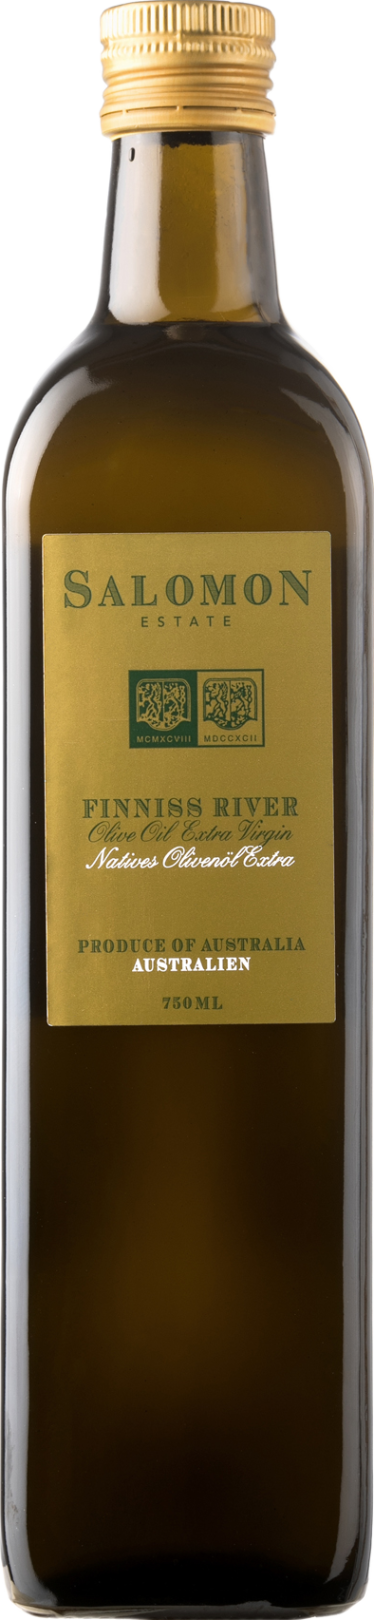 SALOMON
ESTATE
MCMXCVIII MDCCXCII
FINNISS RIVER
Olive Oil Extra Virgin
Natives Olivenöl Extra
PRODUCE OF AUSTRALIA
AUSTRALIEN
750ML